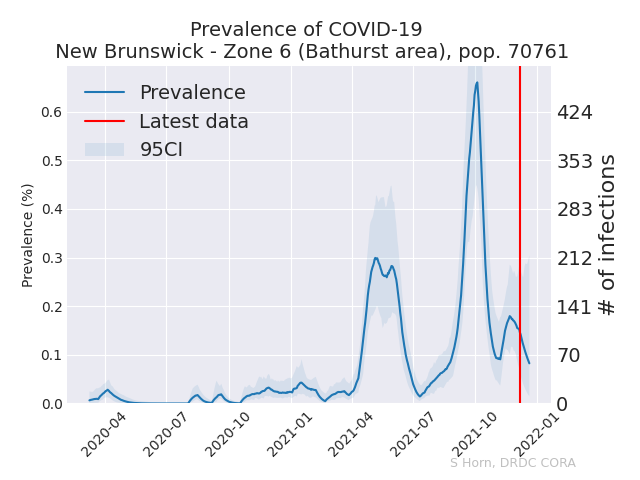 Prevalence of COVID-19
New Brunswick - Zone 6 (Bathurst area), pop. 70761
Prevalence
Latest data
95CI
Prevalence (%)
0.6
0.5
0.4
0.3
0.2
0.1
0.0
424
353
283
212
141
70
0
# of infections
2020-04
2020-07
2020-10
2021-01
2021-04
2021-07
2021-10
2022-01
S Horn, DRDC CORA